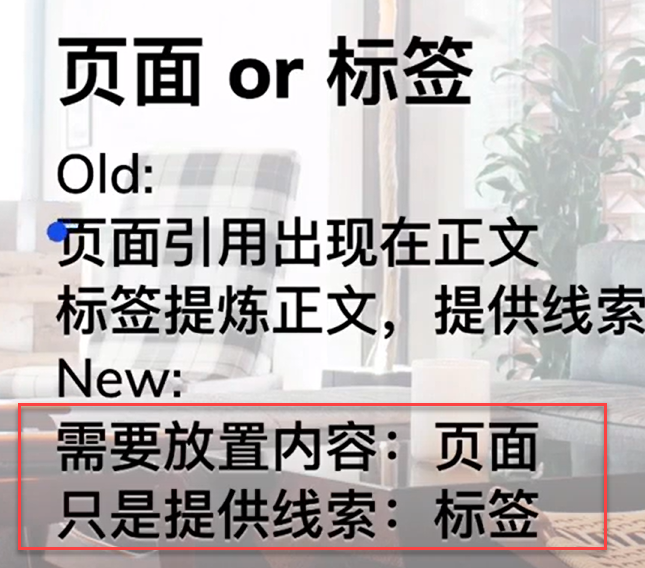 页面 or 标签
Old:
页面引用出现在正文
标签提炼正文，提供线索
New:
需要放置内容：页面
只是提供线索：标签